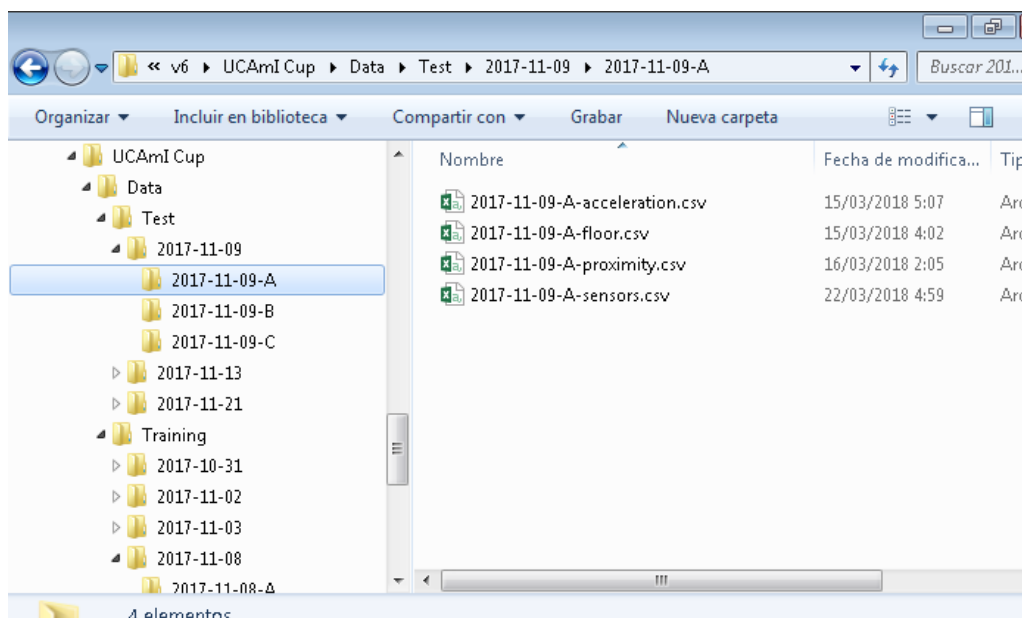 « v6 ▸ UCAmI Cup ▸ Data ▸ Test ▸ 2017-11-09 ▸ 2017-11-09-A
Buscar 201...
Organizar Incluir en biblioteca Compartir con Grabar Nueva carpeta
UCAmI Cup
Data
Test
2017-11-09
2017-11-09-A
2017-11-09-B
2017-11-09-C
2017-11-13
2017-11-21
Training
2017-10-31
2017-11-02
2017-11-03
2017-11-08
2017-11-08-A
Nombre Fecha de modifica... Tip
2017-11-09-A-acceleration.csv 15/03/2018 5:07 Arc
2017-11-09-A-floor.csv 15/03/2018 4:02 Arc
2017-11-09-A-proximity.csv 16/03/2018 2:05 Arc
2017-11-09-A-sensors.csv 22/03/2018 4:59 Arc
4 elementos